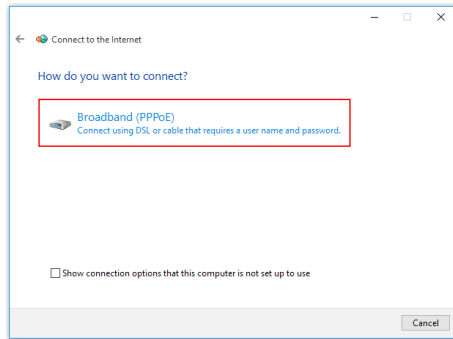 Connect to the Internet
How do you want to connect?
Broadband (PPPoE)
Connect using DSL or cable that requires a user name and password.
Show connection options that this computer is not set up to use
Cancel